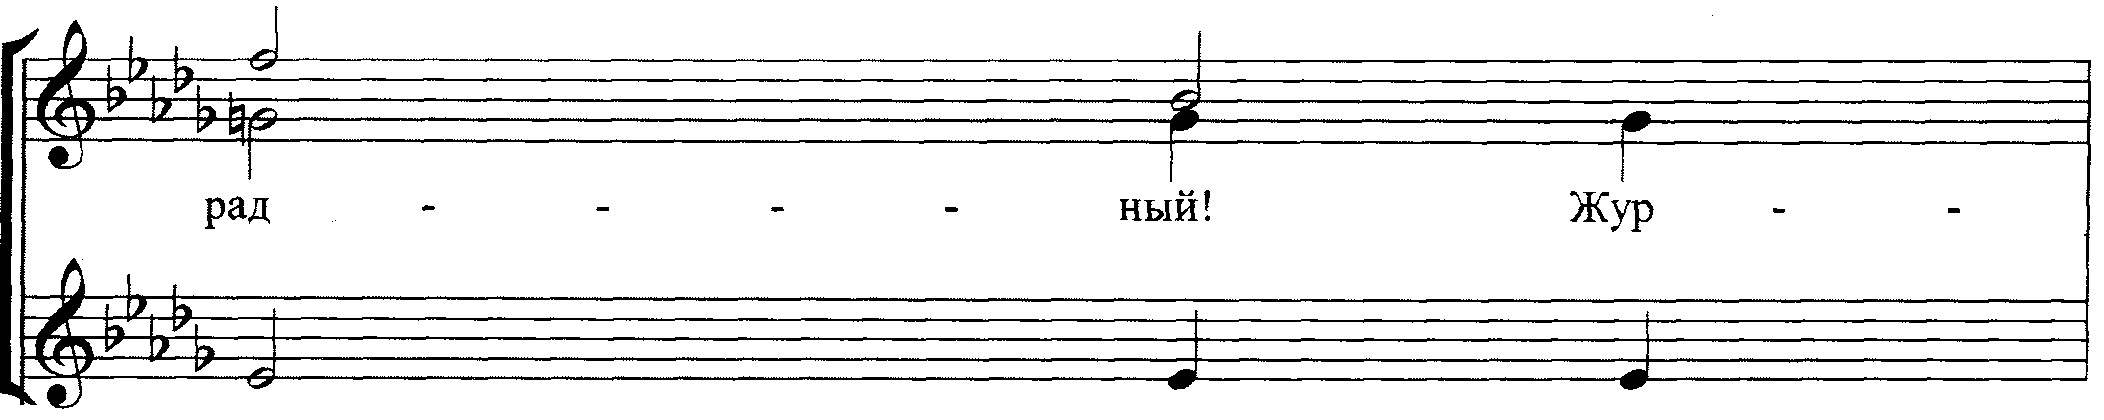 рад - - - - ный! Жур - -